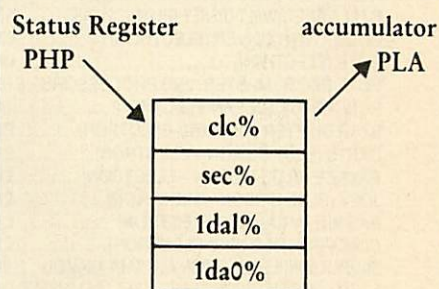 Status Register
accumulator
PHP
PLA
clc%
sec%
1dal%
1da0%